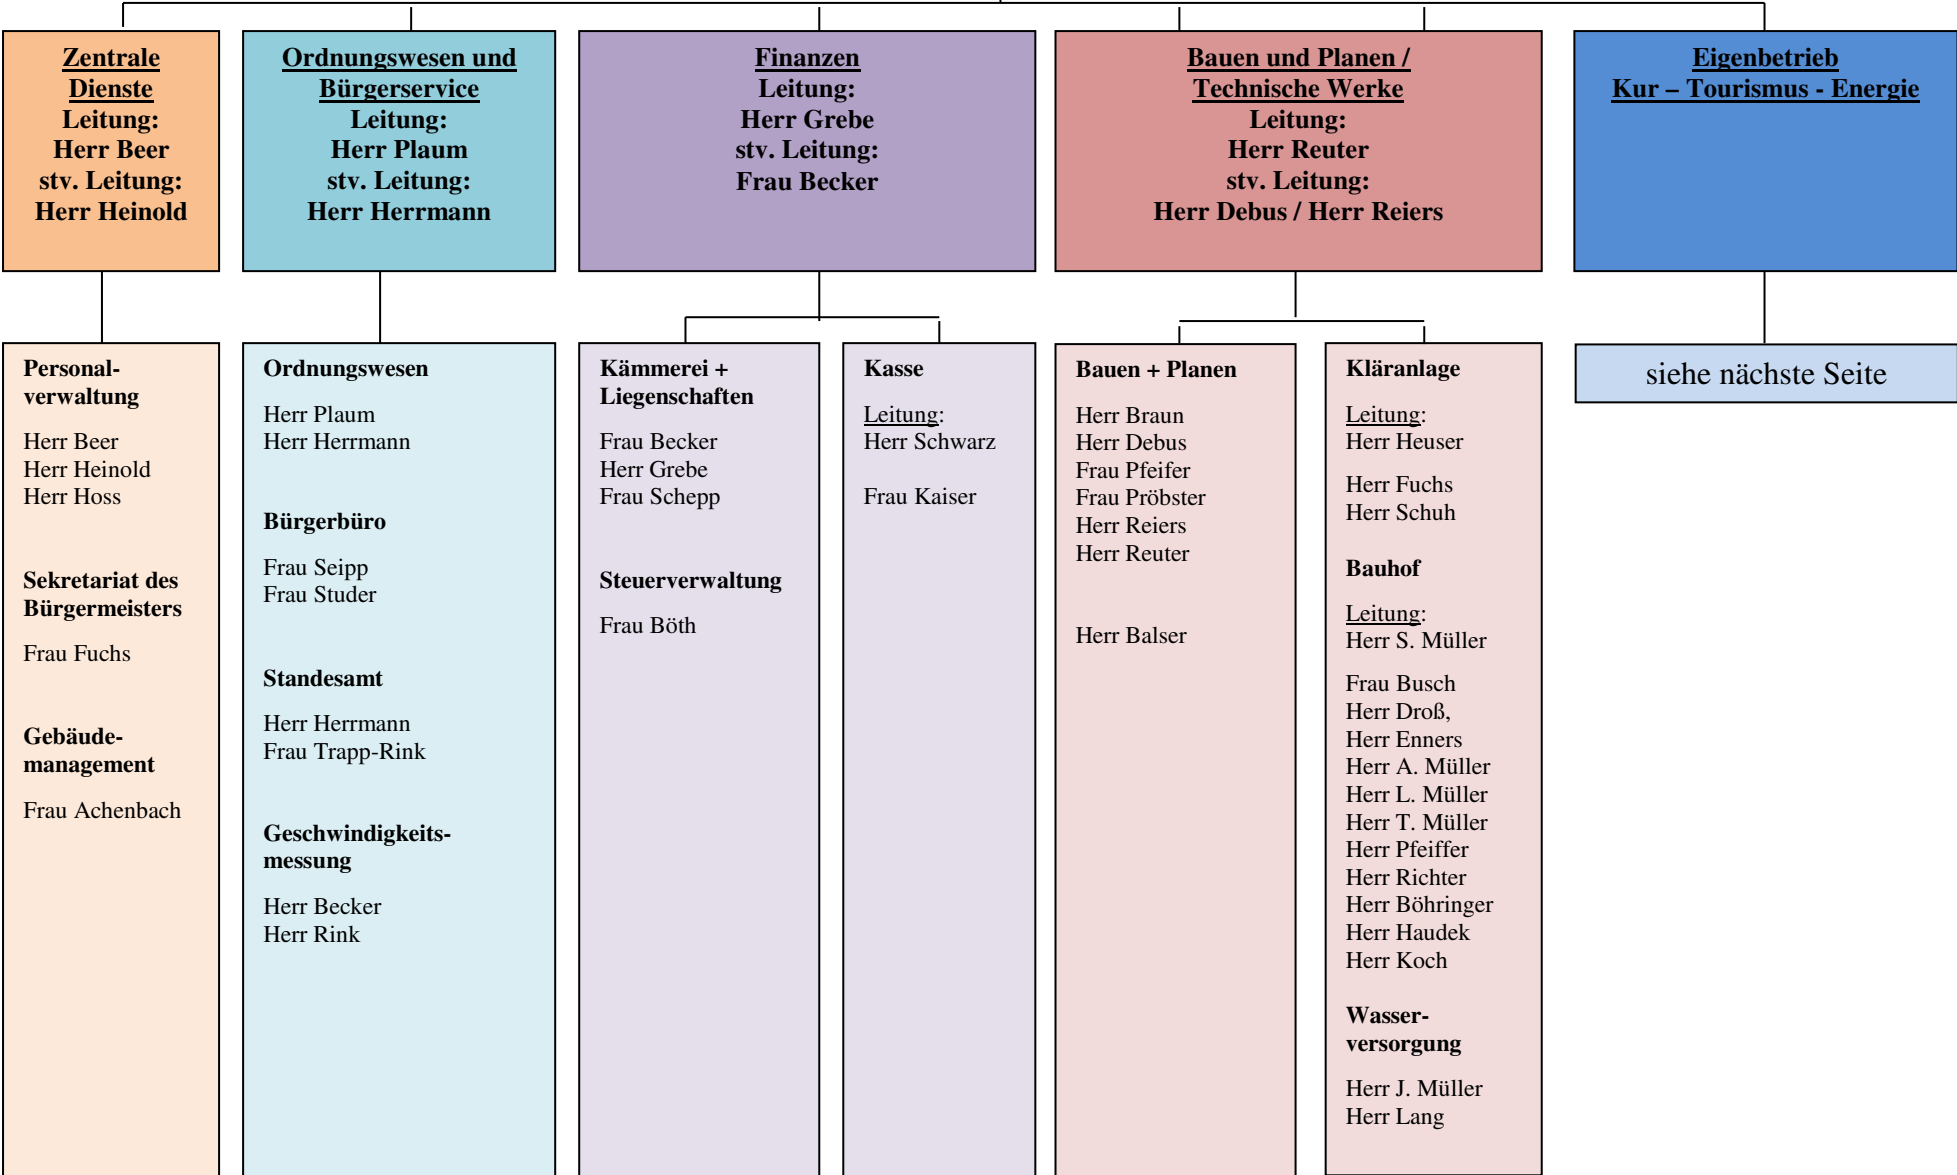 Zentrale
Dienste
Leitung:
Herr Beer
stv. Leitung:
Herr Heinold
Ordnungswesen und
Bürgerservice
Leitung:
Herr Plaum
stv. Leitung:
Herr Herrmann
Finanzen
Leitung:
Herr Grebe
stv. Leitung:
Frau Becker
Bauen und Planen /
Technische Werke
Leitung:
Herr Reuter
stv. Leitung:
Herr Debus / Herr Reiers
Eigenbetrieb
Kur – Tourismus - Energie
Personal-
verwaltung
Herr Beer
Herr Heinold
Herr Hoss
Sekretariat des
Bürgermeisters
Frau Fuchs
Gebäude-
management
Frau Achenbach
Ordnungswesen
Herr Plaum
Herr Herrmann
Bürgerbüro
Frau Seipp
Frau Studer
Standesamt
Herr Herrmann
Frau Trapp-Rink
Geschwindigkeits-
messung
Herr Becker
Herr Rink
Kämmerei +
Liegenschaften
Frau Becker
Herr Grebe
Frau Schepp
Steuerverwaltung
Frau Böth
Kasse
Leitung:
Herr Schwarz
Frau Kaiser
Bauen + Planen
Herr Braun
Herr Debus
Frau Pfeifer
Frau Pröbster
Herr Reiers
Herr Reuter
Herr Balser
Kläranlage
Leitung:
Herr Heuser
Herr Fuchs
Herr Schuh
Bauhof
Leitung:
Herr S. Müller
Frau Busch
Herr Droß,
Herr Enners
Herr A. Müller
Herr L. Müller
Herr T. Müller
Herr Pfeiffer
Herr Richter
Herr Böhringer
Herr Haudek
Herr Koch
Wasser-
versorgung
Herr J. Müller
Herr Lang
siehe nächste Seite